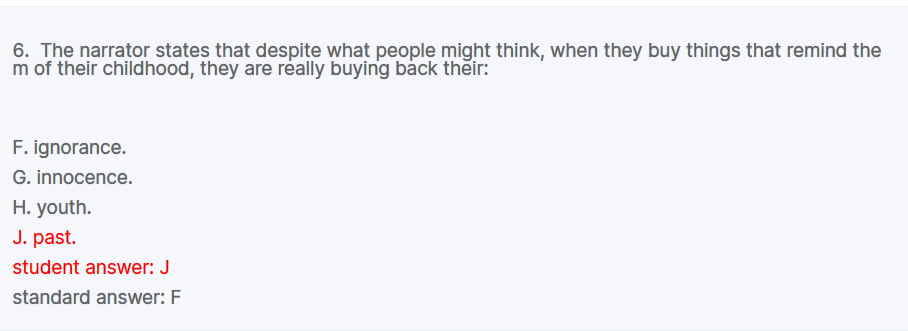 6. The narrator states that despite what people might think, when they buy things that remind the
m of their childhood, they are really buying back their:
F. ignorance.
G. innocence.
H. youth.
J. past.
student answer: J
standard answer: F